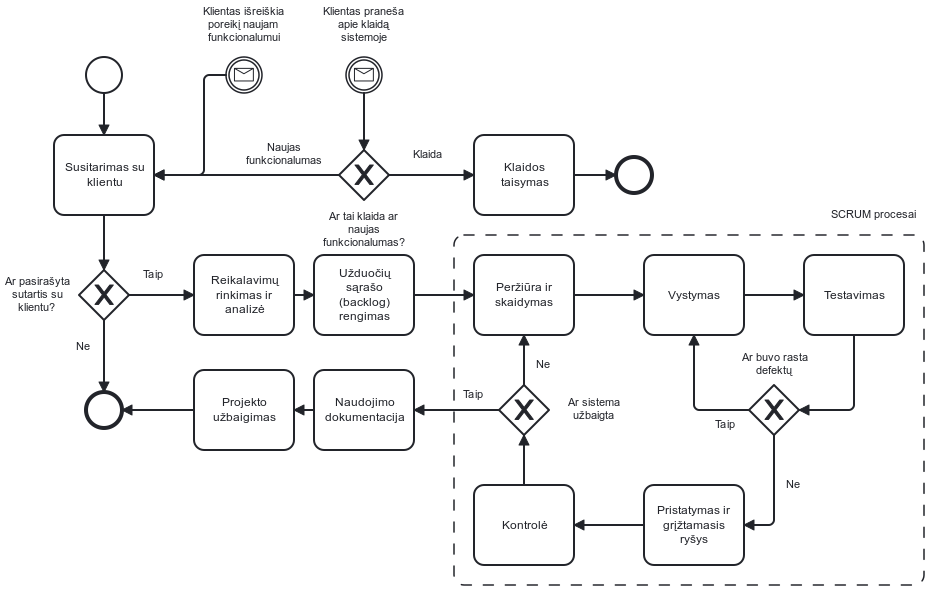 Klientas išreiškia
poreikį naujam
funkcionalumui
Klientas praneša
apie klaidą
sistemoje
Susitarimas su
klientu
Naujas
funkcionalumas
Klaida
Klaidos
taisymas
Ar tai klaida ar
naujas
funkcionalumas?
SCRUM procesai
Ar pasirašyta
sutartis su
klientu?
Taip
Ne
Reikalavimų
rinkimas ir
analizė
Užduočių
sąrašo
(backlog)
rengimas
Peržiūra ir
skaidymas
Vystymas
Testavimas
Ar buvo rasta
defektų
Taip
Ne
Pristatymas ir
grįžtamasis
ryšys
Kontrolė
Ar sistema
užbaigta
Ne
Taip
Naudojimo
dokumentacija
Projekto
užbaigimas